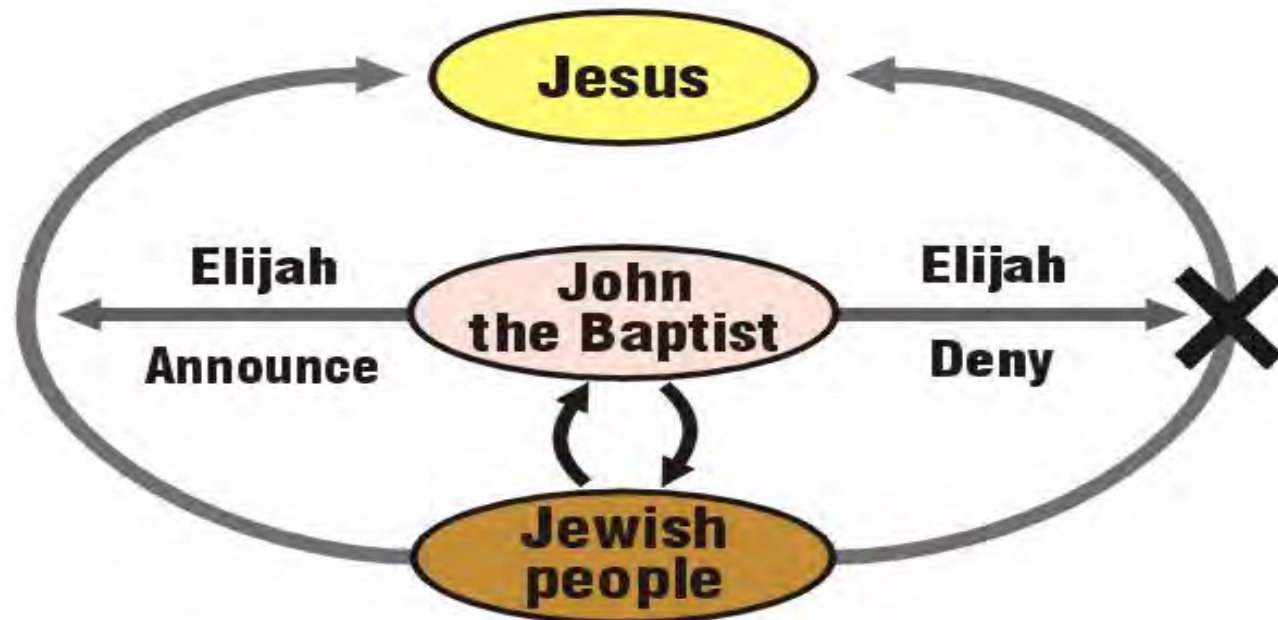 Jesus
Elijah
Announce
John
the Baptist
Elijah
Deny
Jewish
people